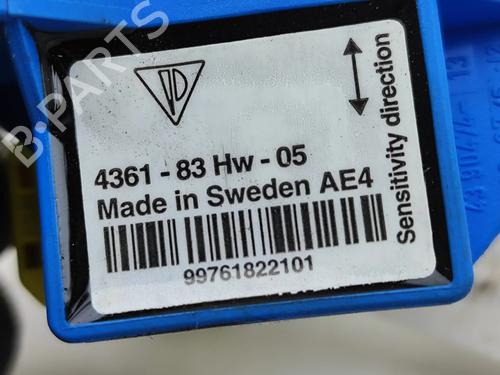 4361 - 83 Hw - 05
Made in Sweden AE4
99761822101
Sensitivity direction
B-PARTS